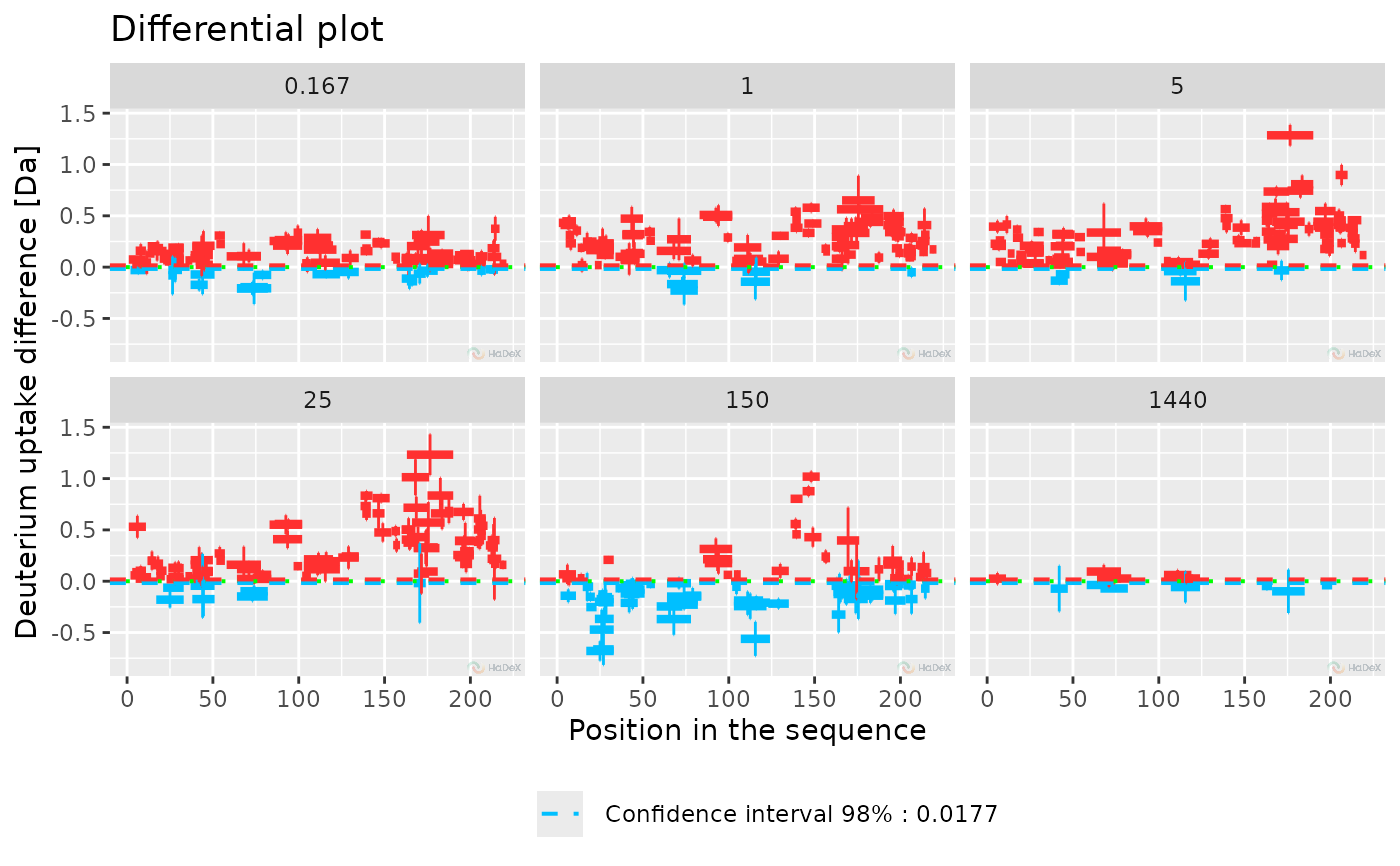 Differential plot
0.167 1 5
1.5
1.0
0.5
0.0
-0.5
HaDeX HaDeX HaDeX
25 150 1440
1.5
1.0
0.5
0.0
-0.5
HaDeX HaDeX HaDeX
0 50 100 150 200 0 50 100 150 200 0 50 100 150 200
Deuterium uptake difference [Da]
Position in the sequence
Confidence interval 98% : 0.0177